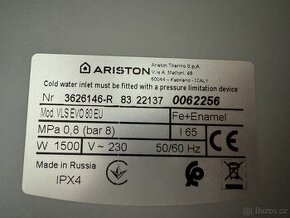 ARISTON
Ariston Thermo S.p.A.
V.le A. Merloni, 45
60044 - Fabriano - ITALY
Cold water inlet must be fitted with a pressure limitation device
Nr 3626146-R_ 83 22137 0062256
Mod. VLS EVO 80 EU Fe+Enamel
MPa 0,8 (bar 8) l 65
W 1500 V ~ 230 50/60 Hz
Made in Russia
IPX4